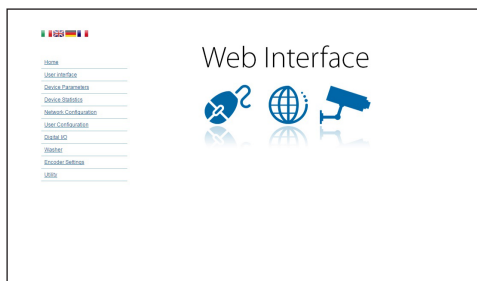 Web Interface
Home
User interface
Device Parameters
Device Statistics
Network Configuration
User Configuration
Digital I/O
Washer
Encoder Settings
Utility